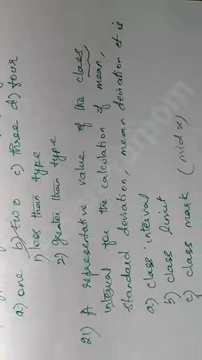 a) one b) two c) three d) four
1) less than type
2) Greater than type
21) A representative value of the class
interval for the calculation of mean,
standard deviation, mean deviation et is
a) class interval
b) class limit
c) class mark (mid x)